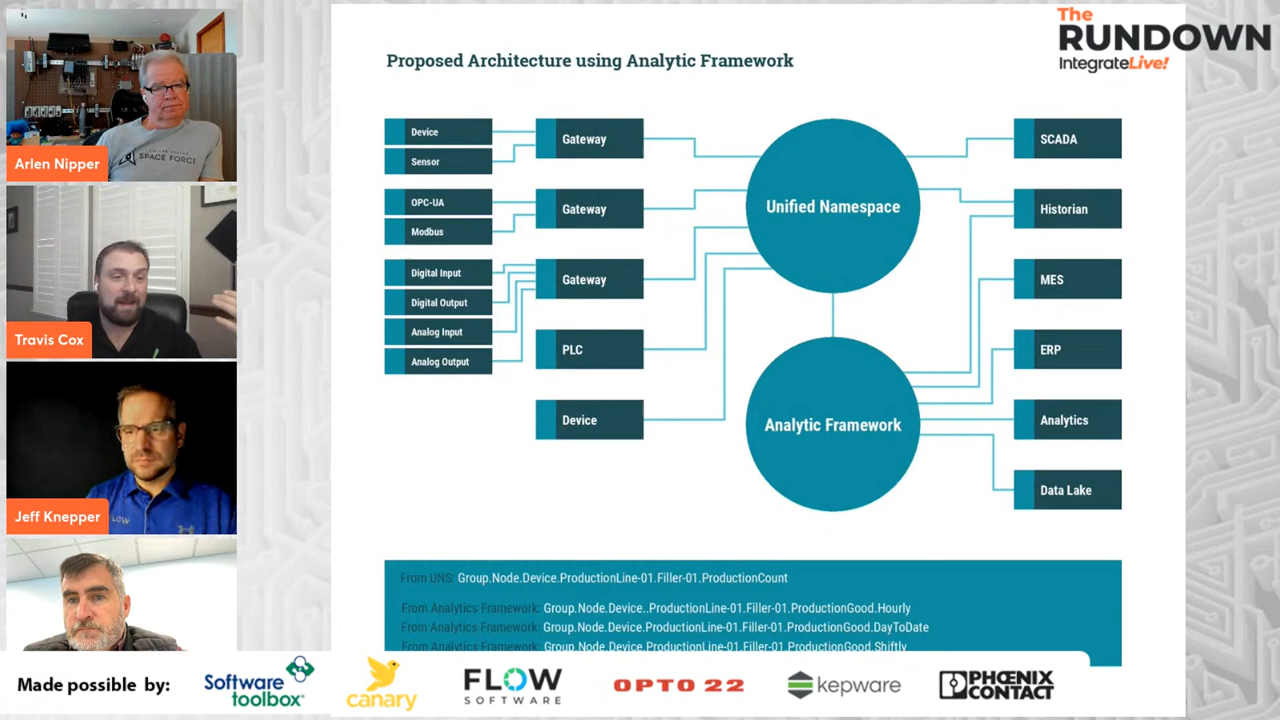 The
RUNDOWN
IntegrateLive!
Proposed Architecture using Analytic Framework
Arlen Nipper
SPACE FORCE
Travis Cox
Jeff Knepper
FLOW
Device
Sensor
OPC-UA
Modbus
Digital Input
Digital Output
Analog Input
Analog Output
Gateway
Gateway
Gateway
PLC
Device
Unified Namespace
Analytic Framework
SCADA
Historian
MES
ERP
Analytics
Data Lake
From UNS: Group.Node.Device.ProductionLine-01.Filler-01.ProductionCount
From Analytics Framework: Group.Node.Device..ProductionLine-01.Filler-01.ProductionGood.Hourly
From Analytics Framework: Group.Node.Device.ProductionLine-01.Filler-01.ProductionGood.DayToDate
From Analytics Framework: Group.Node.Device.ProductionLine-01.Filler-01.ProductionGood.Shiftly
Made possible by:
Software
toolbox
canary
FLOW
SOFTWARE
OPTO 22
kepware
PHŒNIX
CONTACT